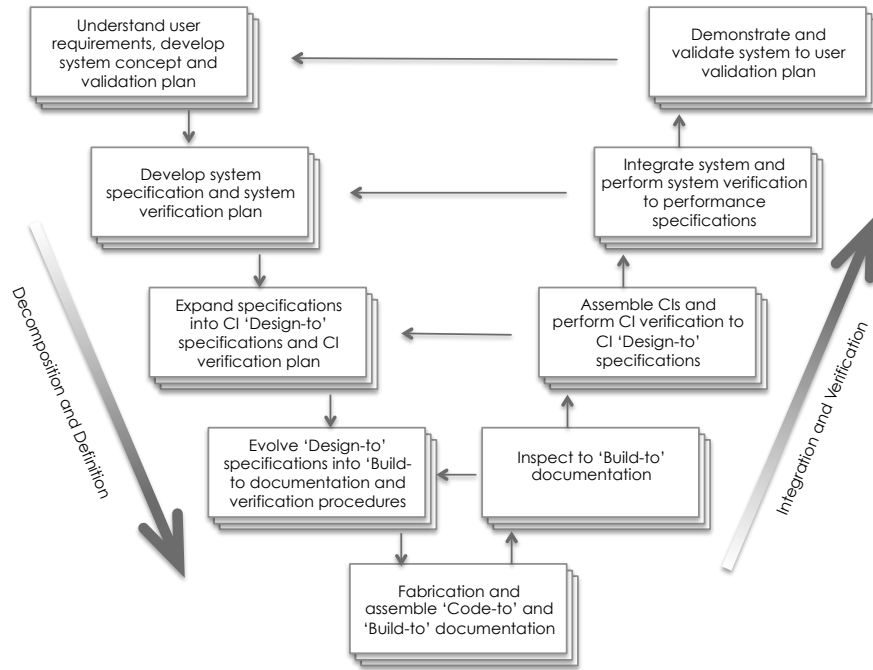 Understand user
requirements, develop
system concept and
validation plan
Demonstrate and
validate system to user
validation plan
Develop system
specification and system
verification plan
Integrate system and
perform system verification
to performance
specifications
Expand specifications
into CI ‘Design-to’
specifications and CI
verification plan
Assemble CIs and
perform CI verification to
CI ‘Design-to’
specifications
Evolve ‘Design-to’
specifications into ‘Build-
to documentation and
verification procedures
Inspect to ‘Build-to’
documentation
Fabrication and
assemble ‘Code-to’ and
‘Build-to’ documentation
Decomposition and Definition
Integration and Verification